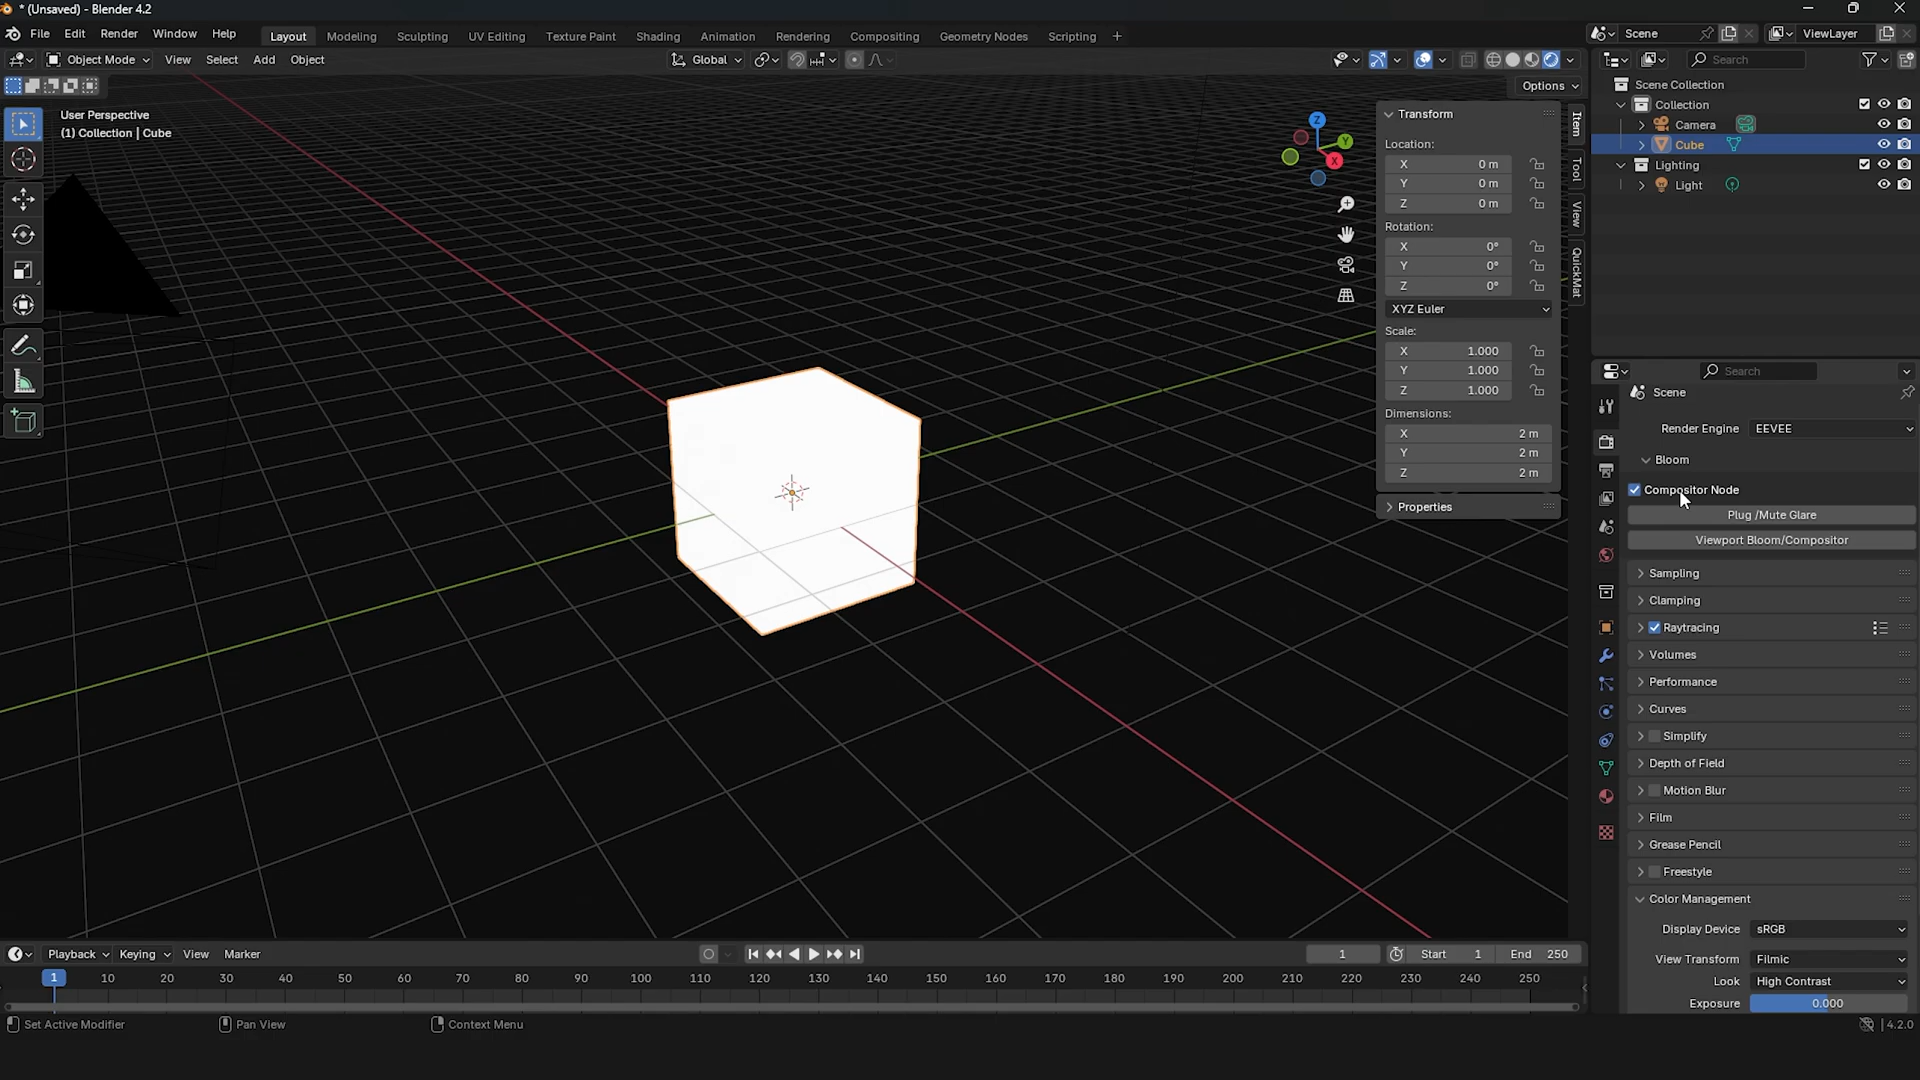 * (Unsaved) - Blender 4.2
File Edit Render Window Help Layout Modeling Sculpting UV Editing Texture Paint Shading Animation Rendering Compositing Geometry Nodes Scripting + Scene ViewLayer
Object Mode View Select Add Object Global Search
Options
User Perspective
(1) Collection | Cube
Z
Y
X
Transform
Location:
X 0 m
Y 0 m
Z 0 m
Rotation:
X 0°
Y 0°
Z 0°
XYZ Euler
Scale:
X 1.000
Y 1.000
Z 1.000
Dimensions:
X 2 m
Y 2 m
Z 2 m
Properties
Item
Tool
View
QuickMat
Scene Collection
Collection
Camera
Cube
Lighting
Light
Search
Scene
Render Engine EEVEE
Bloom
Compositor Node
Plug /Mute Glare
Viewport Bloom/Compositor
Sampling
Clamping
Raytracing
Volumes
Performance
Curves
Simplify
Depth of Field
Motion Blur
Film
Grease Pencil
Freestyle
Color Management
Display Device sRGB
View Transform Filmic
Look High Contrast
Exposure 0.000
Playback Keying View Marker 1 Start 1 End 250
1 10 20 30 40 50 60 70 80 90 100 110 120 130 140 150 160 170 180 190 200 210 220 230 240 250
Set Active Modifier Pan View Context Menu 4.2.0